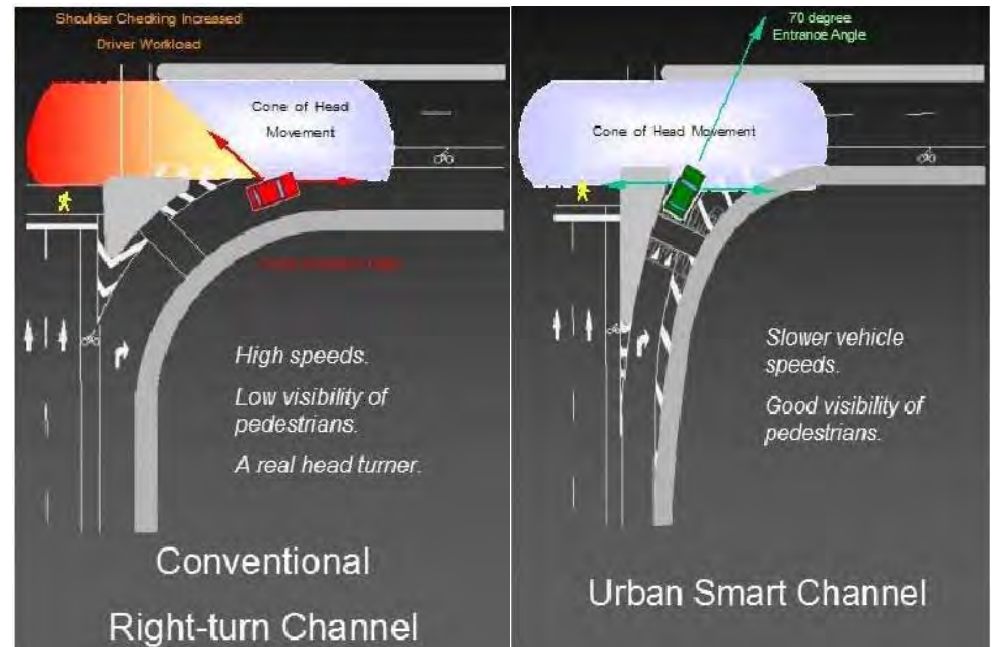 Shoulder Checking Increased
Driver Workload
Cone of Head
Movement
High speeds.
Low visibility of
pedestrians.
A real head turner.
Conventional
Right-turn Channel
70 degree
Entrance Angle
Cone of Head Movement
Slower vehicle
speeds.
Good visibility of
pedestrians.
Urban Smart Channel